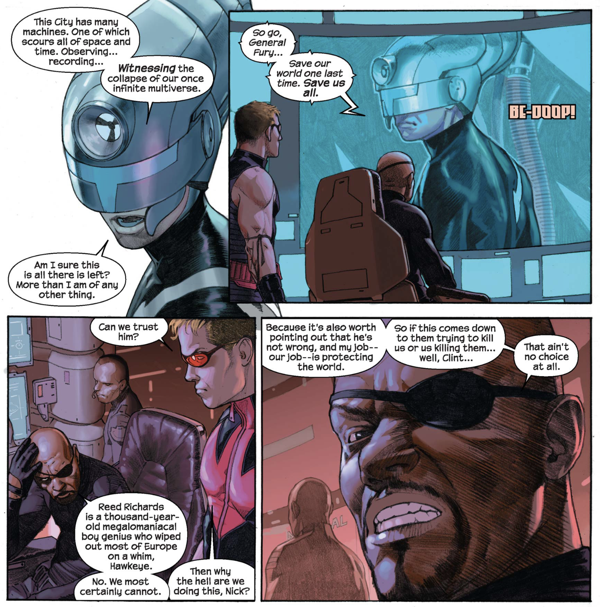 This City has many
machines. One of which
scours all of space and
time. Observing...
recording...
Witnessing the
collapse of our once
infinite multiverse.
Am I sure this
is all there is left?
More than I am of any
other thing.
So go,
General
Fury...
Save our
world one last
time. Save us
all.
BE-DOOP!
Can we trust
him?
Reed Richards
is a thousand-year-
old megalomaniacal
boy genius who wiped
out most of Europe
on a whim,
Hawkeye.
No. We most
certainly cannot.
Then why
the hell are we
doing this, Nick?
Because it's also worth
pointing out that he's
not wrong, and my job--
our job--is protecting
the world.
So if this comes down
to them trying to kill
us or us killing them...
well, Clint...
That ain't
no choice
at all.